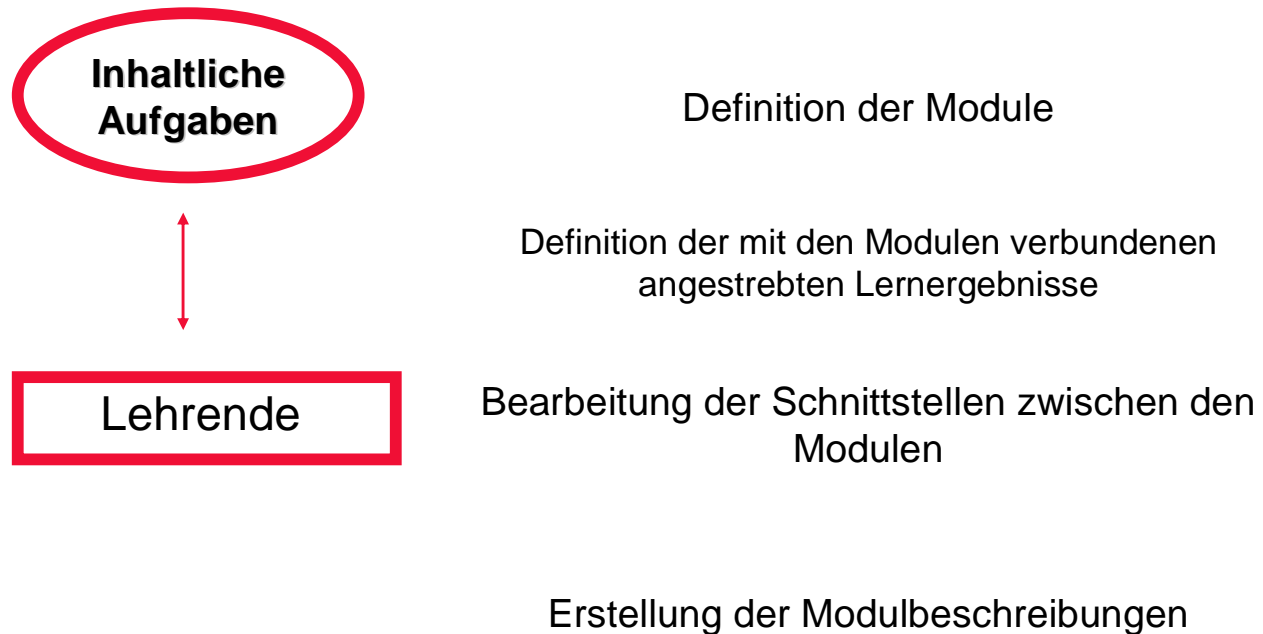 Inhaltliche
Aufgaben
Definition der Module
Definition der mit den Modulen verbundenen
angestrebten Lernergebnisse
Lehrende
Bearbeitung der Schnittstellen zwischen den
Modulen
Erstellung der Modulbeschreibungen